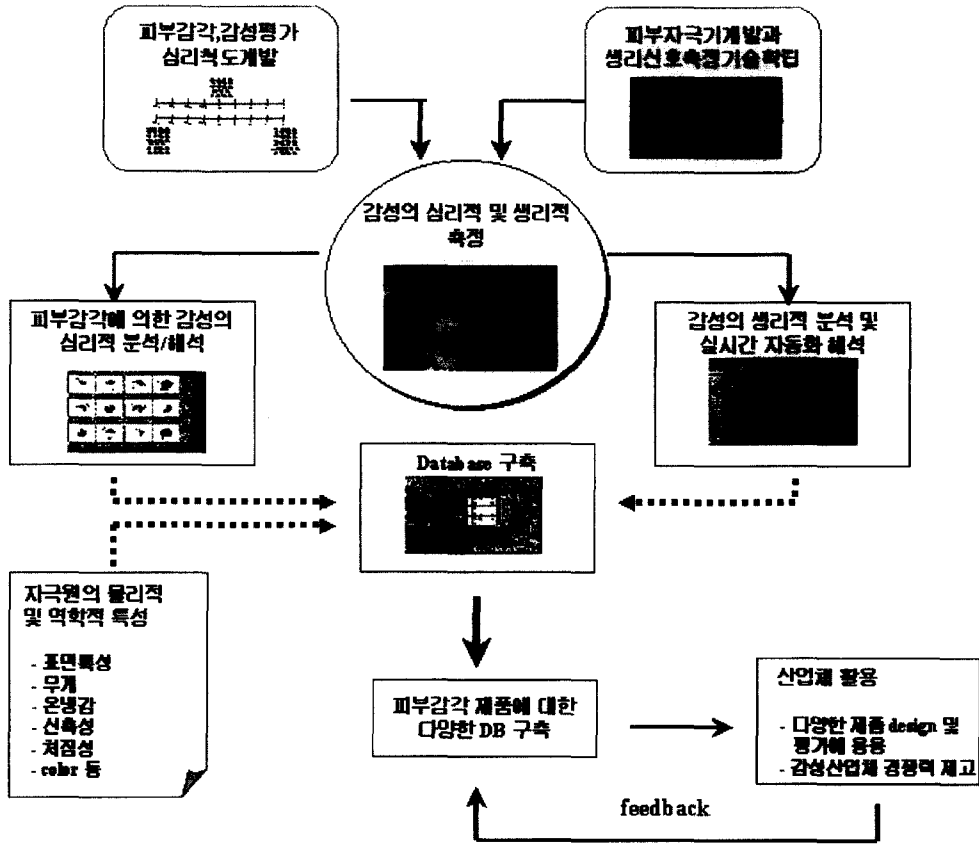 피부감각,감성평가
심리척도개발
피부자극기개발과
생리신호측정기술확립
감성의 심리적 및 생리적
측정
피부감각에 의한 감성의
심리적 분석/해석
감성의 생리적 분석 및
실시간 자동화 해석
Database 구축
자극원의 물리적
및 역학적 특성
- 표면특성
- 무게
- 온냉감
- 신축성
- 처짐성
- color 등
피부감각 제품에 대한
다양한 DB 구축
산업체 활용
- 다양한 제품 design 및
평가에 응용
- 감성산업체 경쟁력 제고
feedback